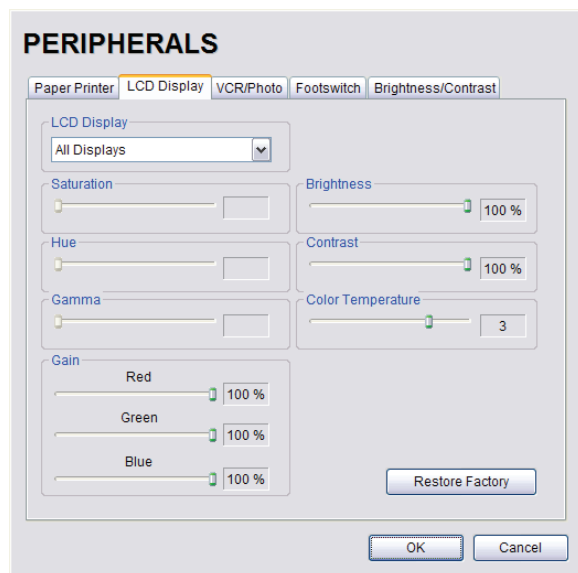 PERIPHERALS
Paper Printer LCD Display VCR/Photo Footswitch Brightness/Contrast
LCD Display
All Displays
Saturation
Brightness
100 %
Hue
Contrast
100 %
Gamma
Color Temperature
3
Gain
Red
100 %
Green
100 %
Blue
100 %
Restore Factory
OK Cancel